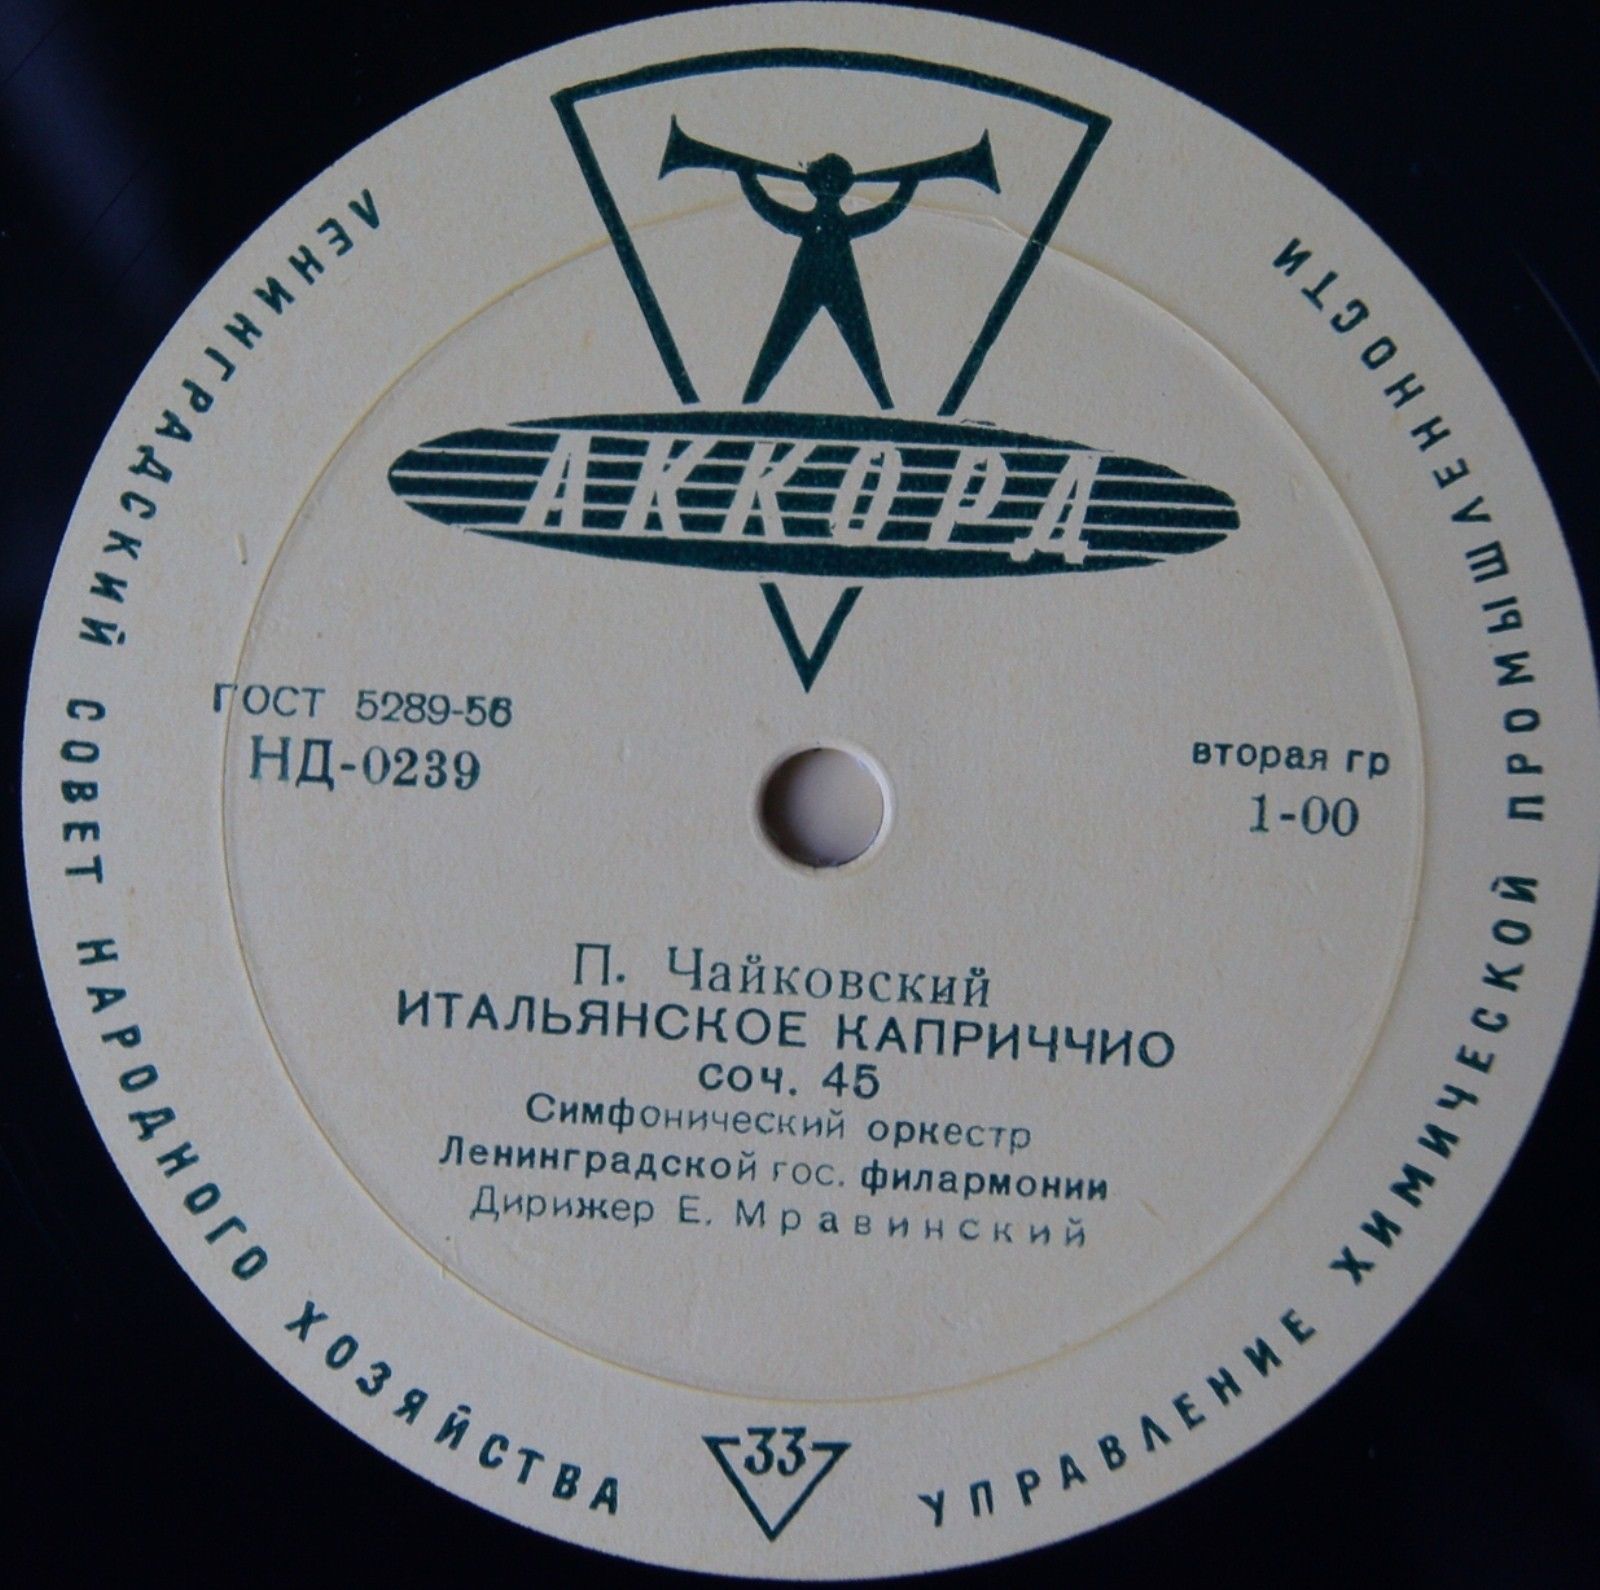 АККОРД
ЛЕНИНГРАДСКИЙ СОВЕТ НАРОДНОГО ХОЗЯЙСТВА
УПРАВЛЕНИЕ ХИМИЧЕСКОЙ ПРОМЫШЛЕННОСТИ
ГОСТ 5289-56
НД-0239
вторая гр
1-00
П. Чайковский
ИТАЛЬЯНСКОЕ КАПРИЧЧИО
соч. 45
Симфонический оркестр
Ленинградской гос. филармонии
Дирижер Е. Мравинский
33